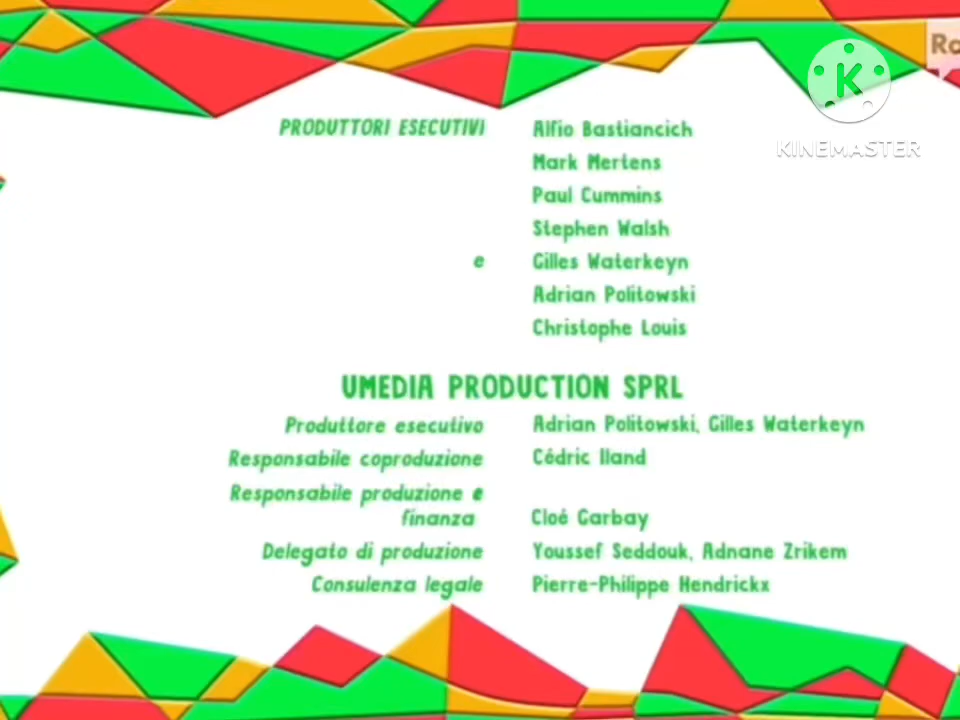 Ra
KINEMASTER
PRODUTTORI ESECUTIVI Alfio Bastiancich
Mark Mertens
Paul Cummins
Stephen Walsh
e Gilles Waterkeyn
Adrian Politowski
Christophe Louis
UMEDIA PRODUCTION SPRL
Produttore esecutivo Adrian Politowski, Gilles Waterkeyn
Responsabile coproduzione Cédric Iland
Responsabile produzione e
finanza Cloé Garbay
Delegato di produzione Youssef Seddouk, Adnane Zrikem
Consulenza legale Pierre-Philippe Hendrickx